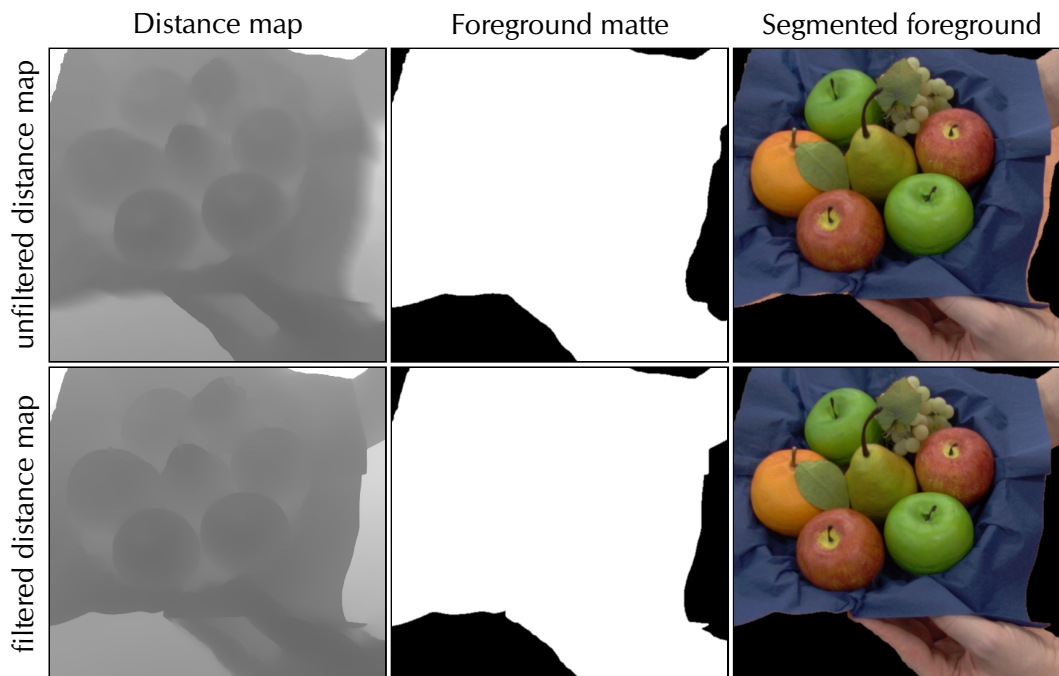 Distance map
Foreground matte
Segmented foreground
unfiltered distance map
filtered distance map